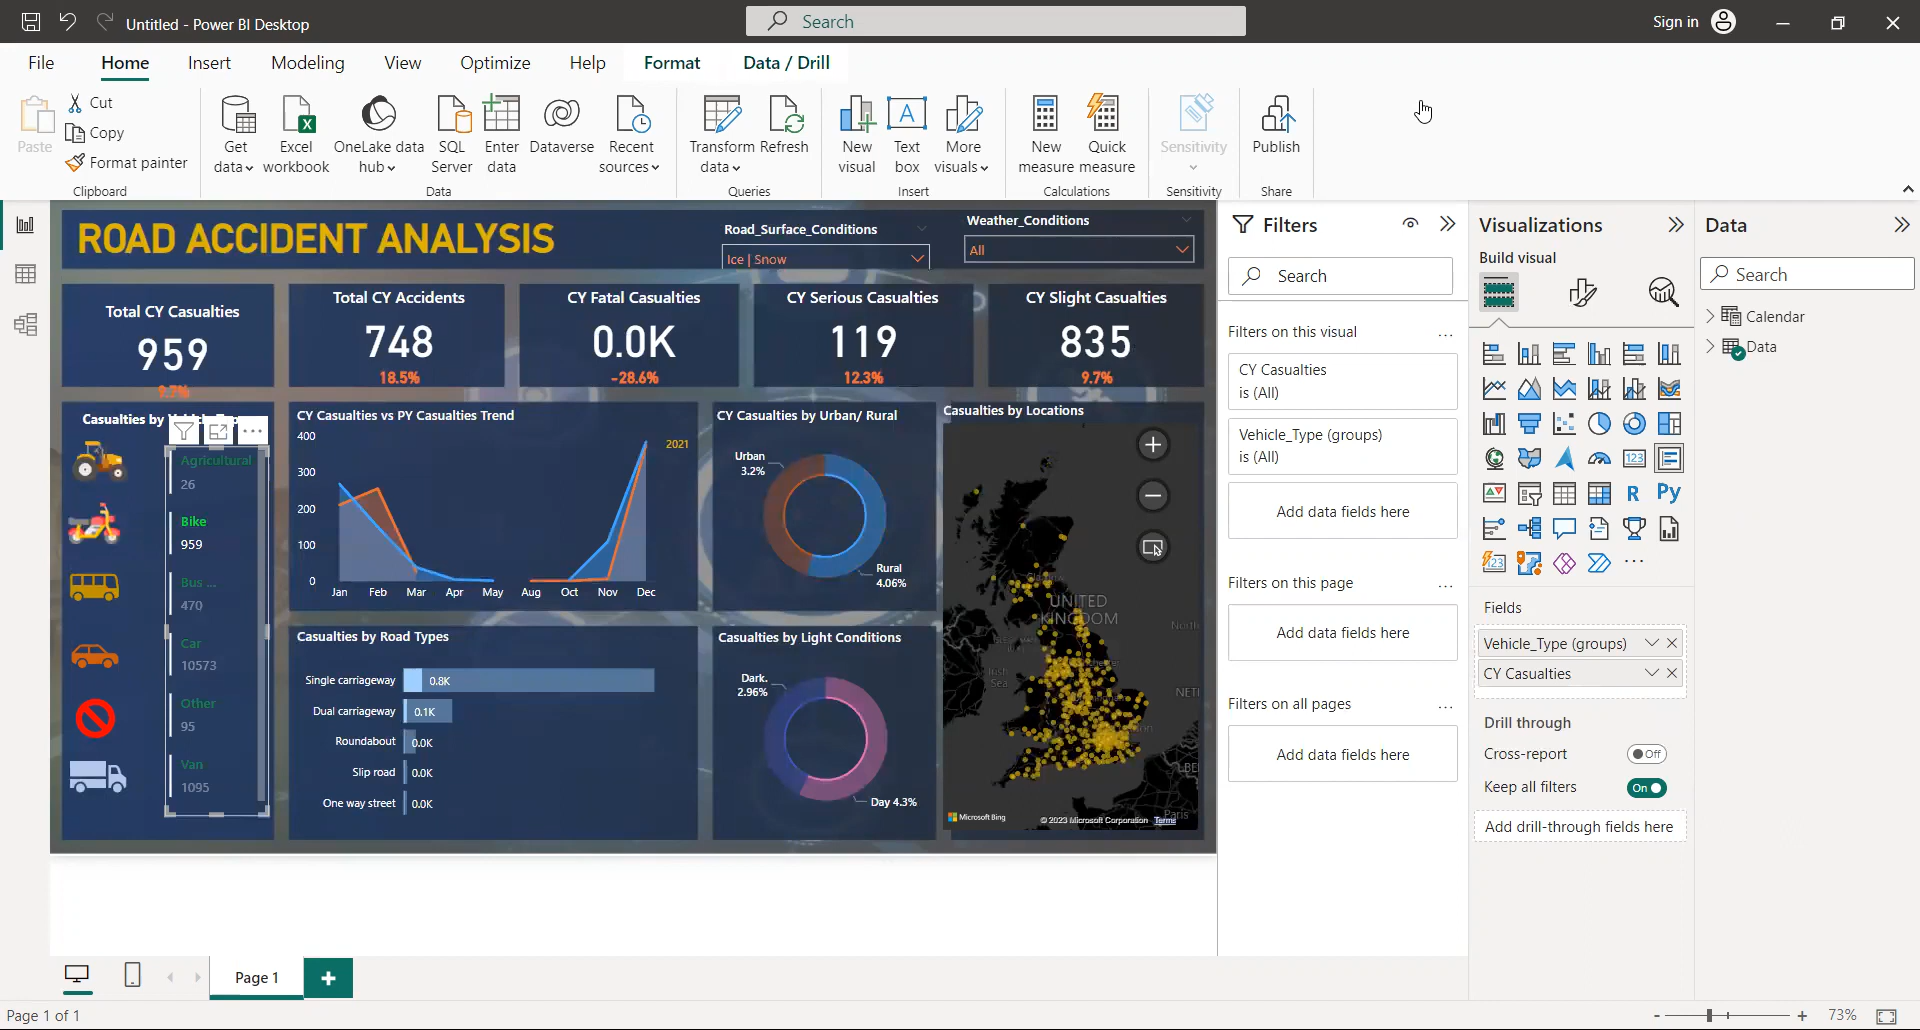 Untitled - Power BI Desktop
Search
Sign in
File
Home
Insert
Modeling
View
Optimize
Help
Format
Data / Drill
Paste
Cut
Copy
Format painter
Clipboard
Get data
Excel workbook
OneLake data hub
SQL Server
Enter data
Dataverse
Recent sources
Data
Transform data
Refresh
Queries
New visual
Text box
More visuals
Insert
New measure
Quick measure
Calculations
Sensitivity
Sensitivity
Publish
Share
ROAD ACCIDENT ANALYSIS
Road_Surface_Conditions
Ice | Snow
Weather_Conditions
All
Total CY Casualties
959
9.7%
Total CY Accidents
748
18.5%
CY Fatal Casualties
0.0K
-28.6%
CY Serious Casualties
119
12.3%
CY Slight Casualties
835
9.7%
Casualties by
Agricultural
26
Bike
959
Bus ...
470
Car
10573
Other
95
Van
1095
CY Casualties vs PY Casualties Trend
400
300
200
100
0
Jan
Feb
Mar
Apr
May
Aug
Oct
Nov
Dec
2021
CY Casualties by Urban/ Rural
Urban
3.2%
Rural
4.06%
Casualties by Road Types
Single carriageway
0.8K
Dual carriageway
0.1K
Roundabout
0.0K
Slip road
0.0K
One way street
0.0K
Casualties by Light Conditions
Dark.
2.96%
Day 4.3%
Casualties by Locations
UNITED
KINGDOM
Irish
Sea
North
NETI
Paris
Microsoft Bing
© 2023 Microsoft Corporation
Terms
Filters
Search
Filters on this visual
...
CY Casualties
is (All)
Vehicle_Type (groups)
is (All)
Add data fields here
Filters on this page
...
Add data fields here
Filters on all pages
...
Add data fields here
Visualizations
Build visual
123
R
Py
123
...
Fields
Vehicle_Type (groups)
CY Casualties
Drill through
Cross-report
Off
Keep all filters
On
Add drill-through fields here
Data
Search
Calendar
Data
Page 1
Page 1 of 1
- + 73%